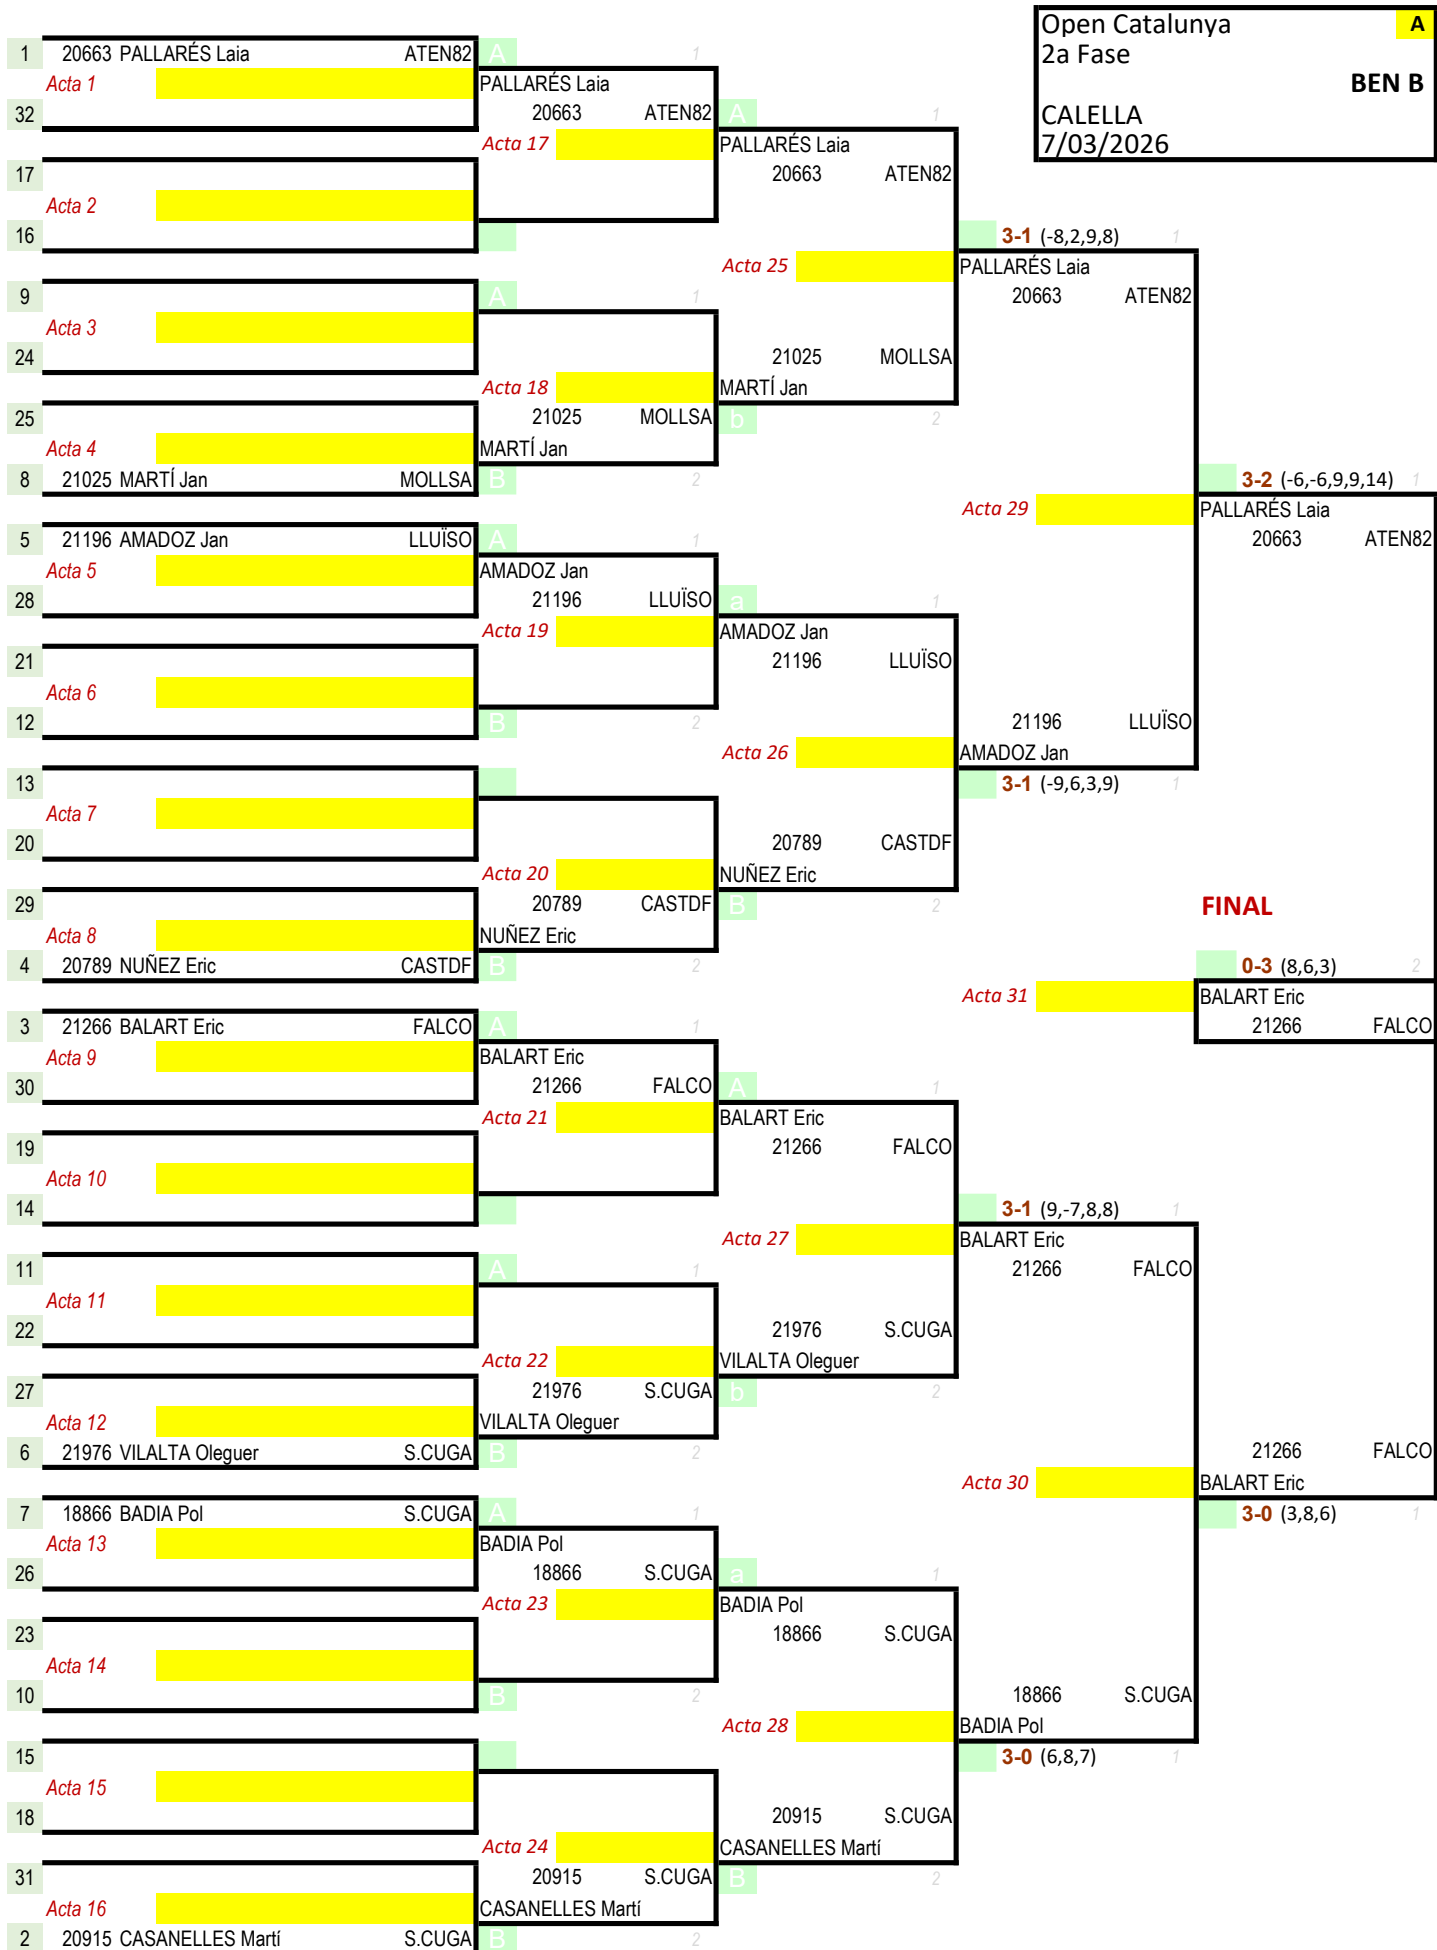 Open Catalunya A
2a Fase
BEN B
CALELLA
7/03/2026
1 20663 PALLARÉS Laia ATEN82 A 1
Acta 1 PALLARÉS Laia
32 20663 ATEN82 A 1
Acta 17 PALLARÉS Laia
17 20663 ATEN82
Acta 2
16 3-1 (-8,2,9,8) 1
Acta 25 PALLARÉS Laia
9 A 1 20663 ATEN82
Acta 3
24 21025 MOLLSA
Acta 18 MARTÍ Jan
25 21025 MOLLSA b 2
Acta 4 MARTÍ Jan
8 21025 MARTÍ Jan MOLLSA B 2 3-2 (-6,-6,9,9,14) 1
Acta 29 PALLARÉS Laia
5 21196 AMADOZ Jan LLUÏSO A 1 20663 ATEN82
Acta 5 AMADOZ Jan
28 21196 LLUÏSO a 1
Acta 19 AMADOZ Jan
21 21196 LLUÏSO
Acta 6
12 B 2 21196 LLUÏSO
Acta 26 AMADOZ Jan
13 3-1 (-9,6,3,9) 1
Acta 7
20 20789 CASTDF
Acta 20 NUÑEZ Eric
29 20789 CASTDF B 2 FINAL
Acta 8 NUÑEZ Eric
4 20789 NUÑEZ Eric CASTDF B 2 0-3 (8,6,3) 2
Acta 31 BALART Eric
3 21266 BALART Eric FALCO A 1 21266 FALCO
Acta 9 BALART Eric
30 21266 FALCO A 1
Acta 21 BALART Eric
19 21266 FALCO
Acta 10
14 3-1 (9,-7,8,8) 1
Acta 27 BALART Eric
11 A 1 21266 FALCO
Acta 11
22 21976 S.CUGA
Acta 22 VILALTA Oleguer
27 21976 S.CUGA b 2
Acta 12 VILALTA Oleguer
6 21976 VILALTA Oleguer S.CUGA B 2 21266 FALCO
Acta 30 BALART Eric
7 18866 BADIA Pol S.CUGA A 1 3-0 (3,8,6) 1
Acta 13 BADIA Pol
26 18866 S.CUGA a 1
Acta 23 BADIA Pol
23 18866 S.CUGA
Acta 14
10 B 2 18866 S.CUGA
Acta 28 BADIA Pol
15 3-0 (6,8,7) 1
Acta 15
18 20915 S.CUGA
Acta 24 CASANELLES Martí
31 20915 S.CUGA B 2
Acta 16 CASANELLES Martí
2 20915 CASANELLES Martí S.CUGA B 2